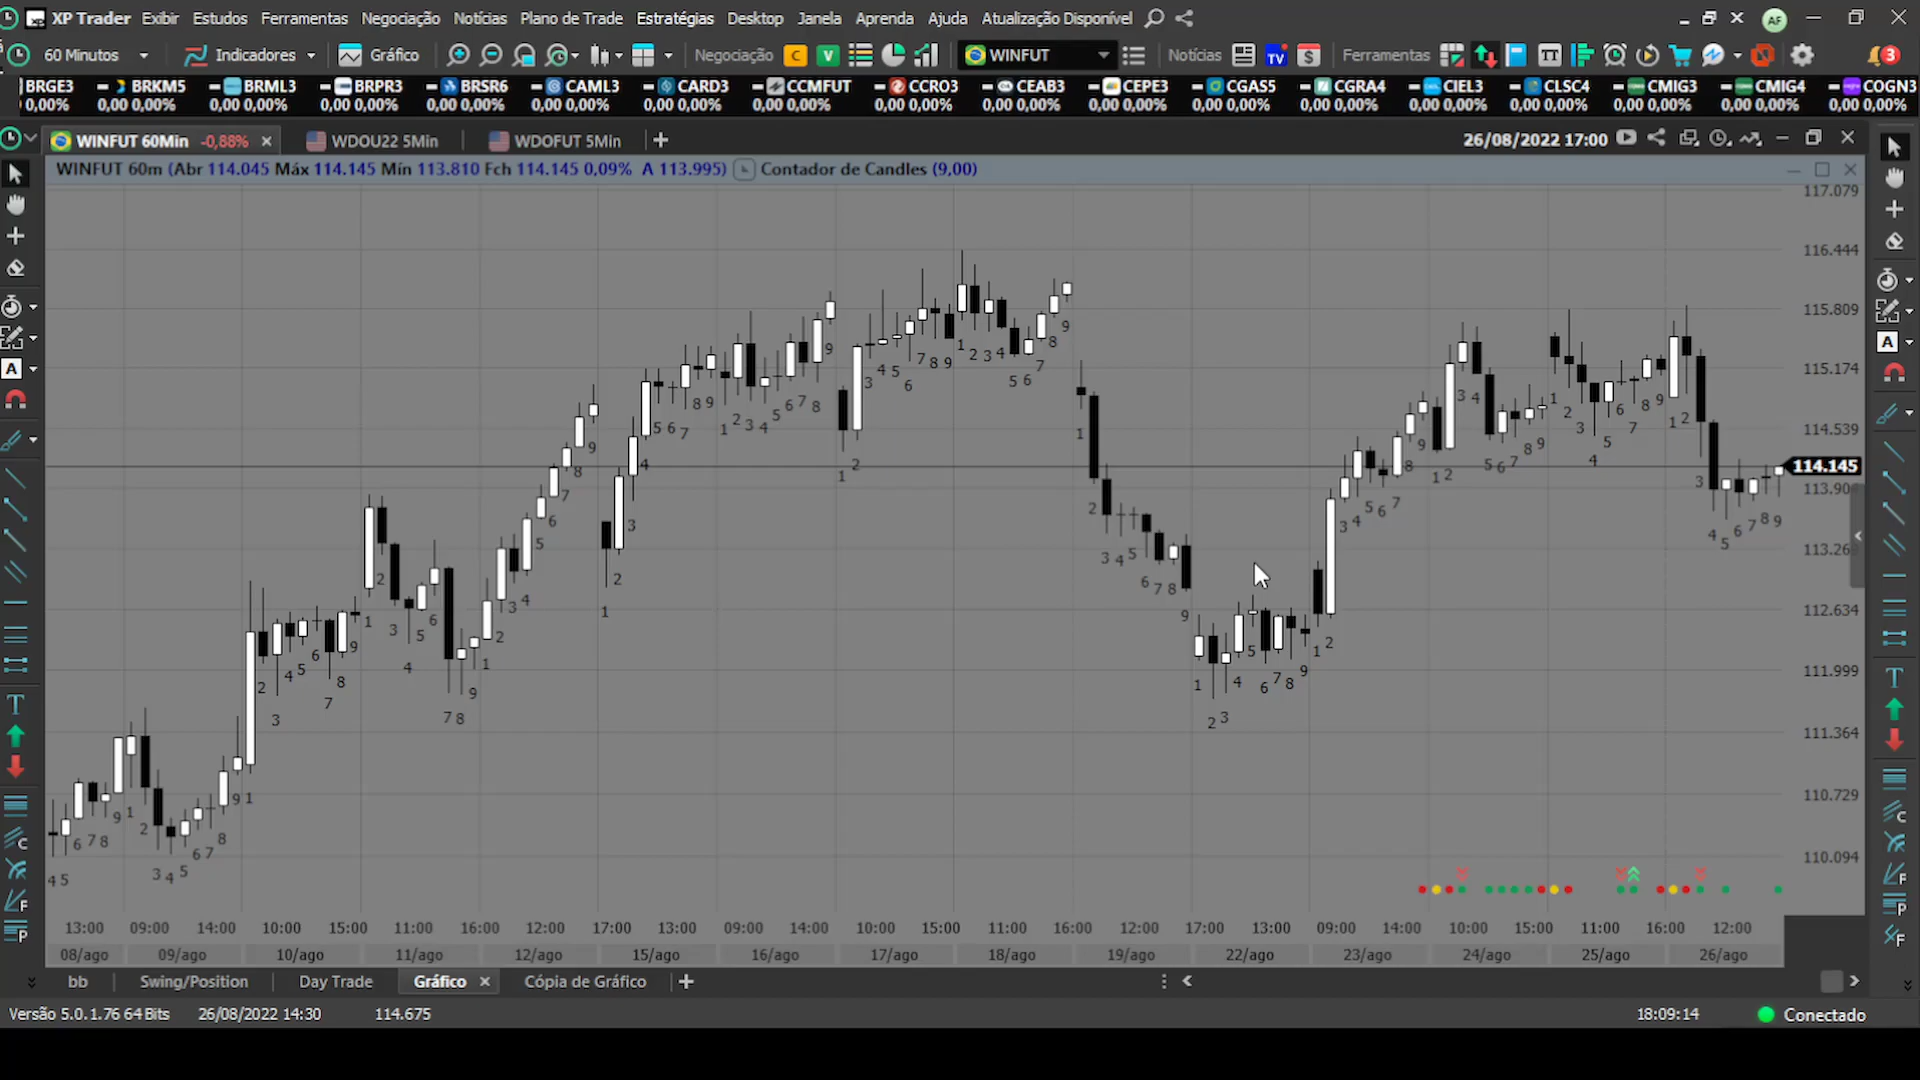 XP Trader Exibir Estudos Ferramentas Negociação Notícias Plano de Trade Estratégias Desktop Janela Aprenda Ajuda Atualização Disponível AF
60 Minutos Indicadores Gráfico Negociação C V WINFUT Notícias TV $ Ferramentas TT 3
BRGE3 BRKM5 BRML3 BRPR3 BRSR6 CAML3 CARD3 CCMFUT CCRO3 CEAB3 CEPE3 CGAS5 CGRA4 CIEL3 CLSC4 CMIG3 CMIG4 COGN3
0,00% 0,00 0,00% 0,00 0,00% 0,00 0,00% 0,00 0,00% 0,00 0,00% 0,00 0,00% 0,00 0,00% 0,00 0,00% 0,00 0,00% 0,00 0,00% 0,00 0,00% 0,00 0,00% 0,00 0,00% 0,00 0,00% 0,00 0,00% 0,00 0,00% 0,00 0,00%
WINFUT 60Min -0,88% WDOU22 5Min WDOFUT 5Min 26/08/2022 17:00
WINFUT 60m (Abr 114.045 Máx 114.145 Mín 113.810 Fch 114.145 0,09% A 113.995) Contador de Candles (9,00)
117.079
116.444
115.809
115.174
114.539
114.145
113.904
112.634
111.999
111.364
110.729
110.094
13:00 09:00 14:00 10:00 15:00 11:00 16:00 12:00 17:00 13:00 09:00 14:00 10:00 15:00 11:00 16:00 12:00 17:00 13:00 09:00 14:00 10:00 15:00 11:00 16:00 12:00
08/ago 09/ago 10/ago 11/ago 12/ago 15/ago 16/ago 17/ago 18/ago 19/ago 22/ago 23/ago 24/ago 25/ago 26/ago
bb Swing/Position Day Trade Gráfico Cópia de Gráfico
Versão 5.0.1.76 64 Bits 26/08/2022 14:30 114.675 18:09:14 Conectado